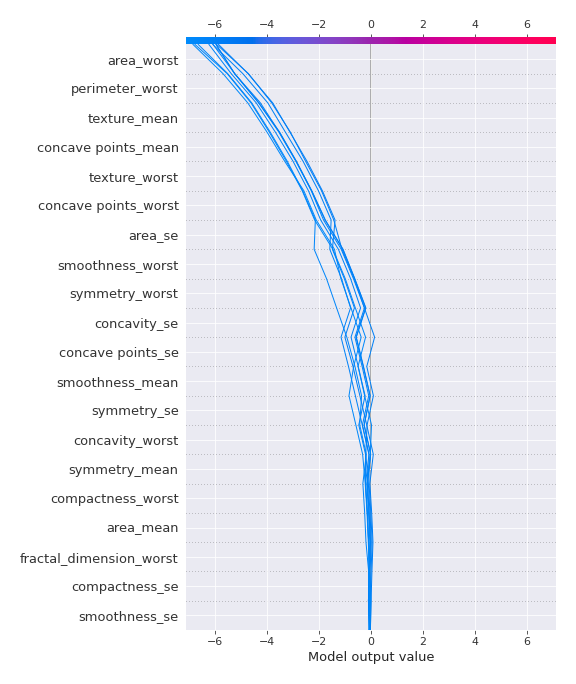 −6 −4 −2 0 2 4 6
area_worst
perimeter_worst
texture_mean
concave points_mean
texture_worst
concave points_worst
area_se
smoothness_worst
symmetry_worst
concavity_se
concave points_se
smoothness_mean
symmetry_se
concavity_worst
symmetry_mean
compactness_worst
area_mean
fractal_dimension_worst
compactness_se
smoothness_se
−6 −4 −2 0 2 4 6
Model output value